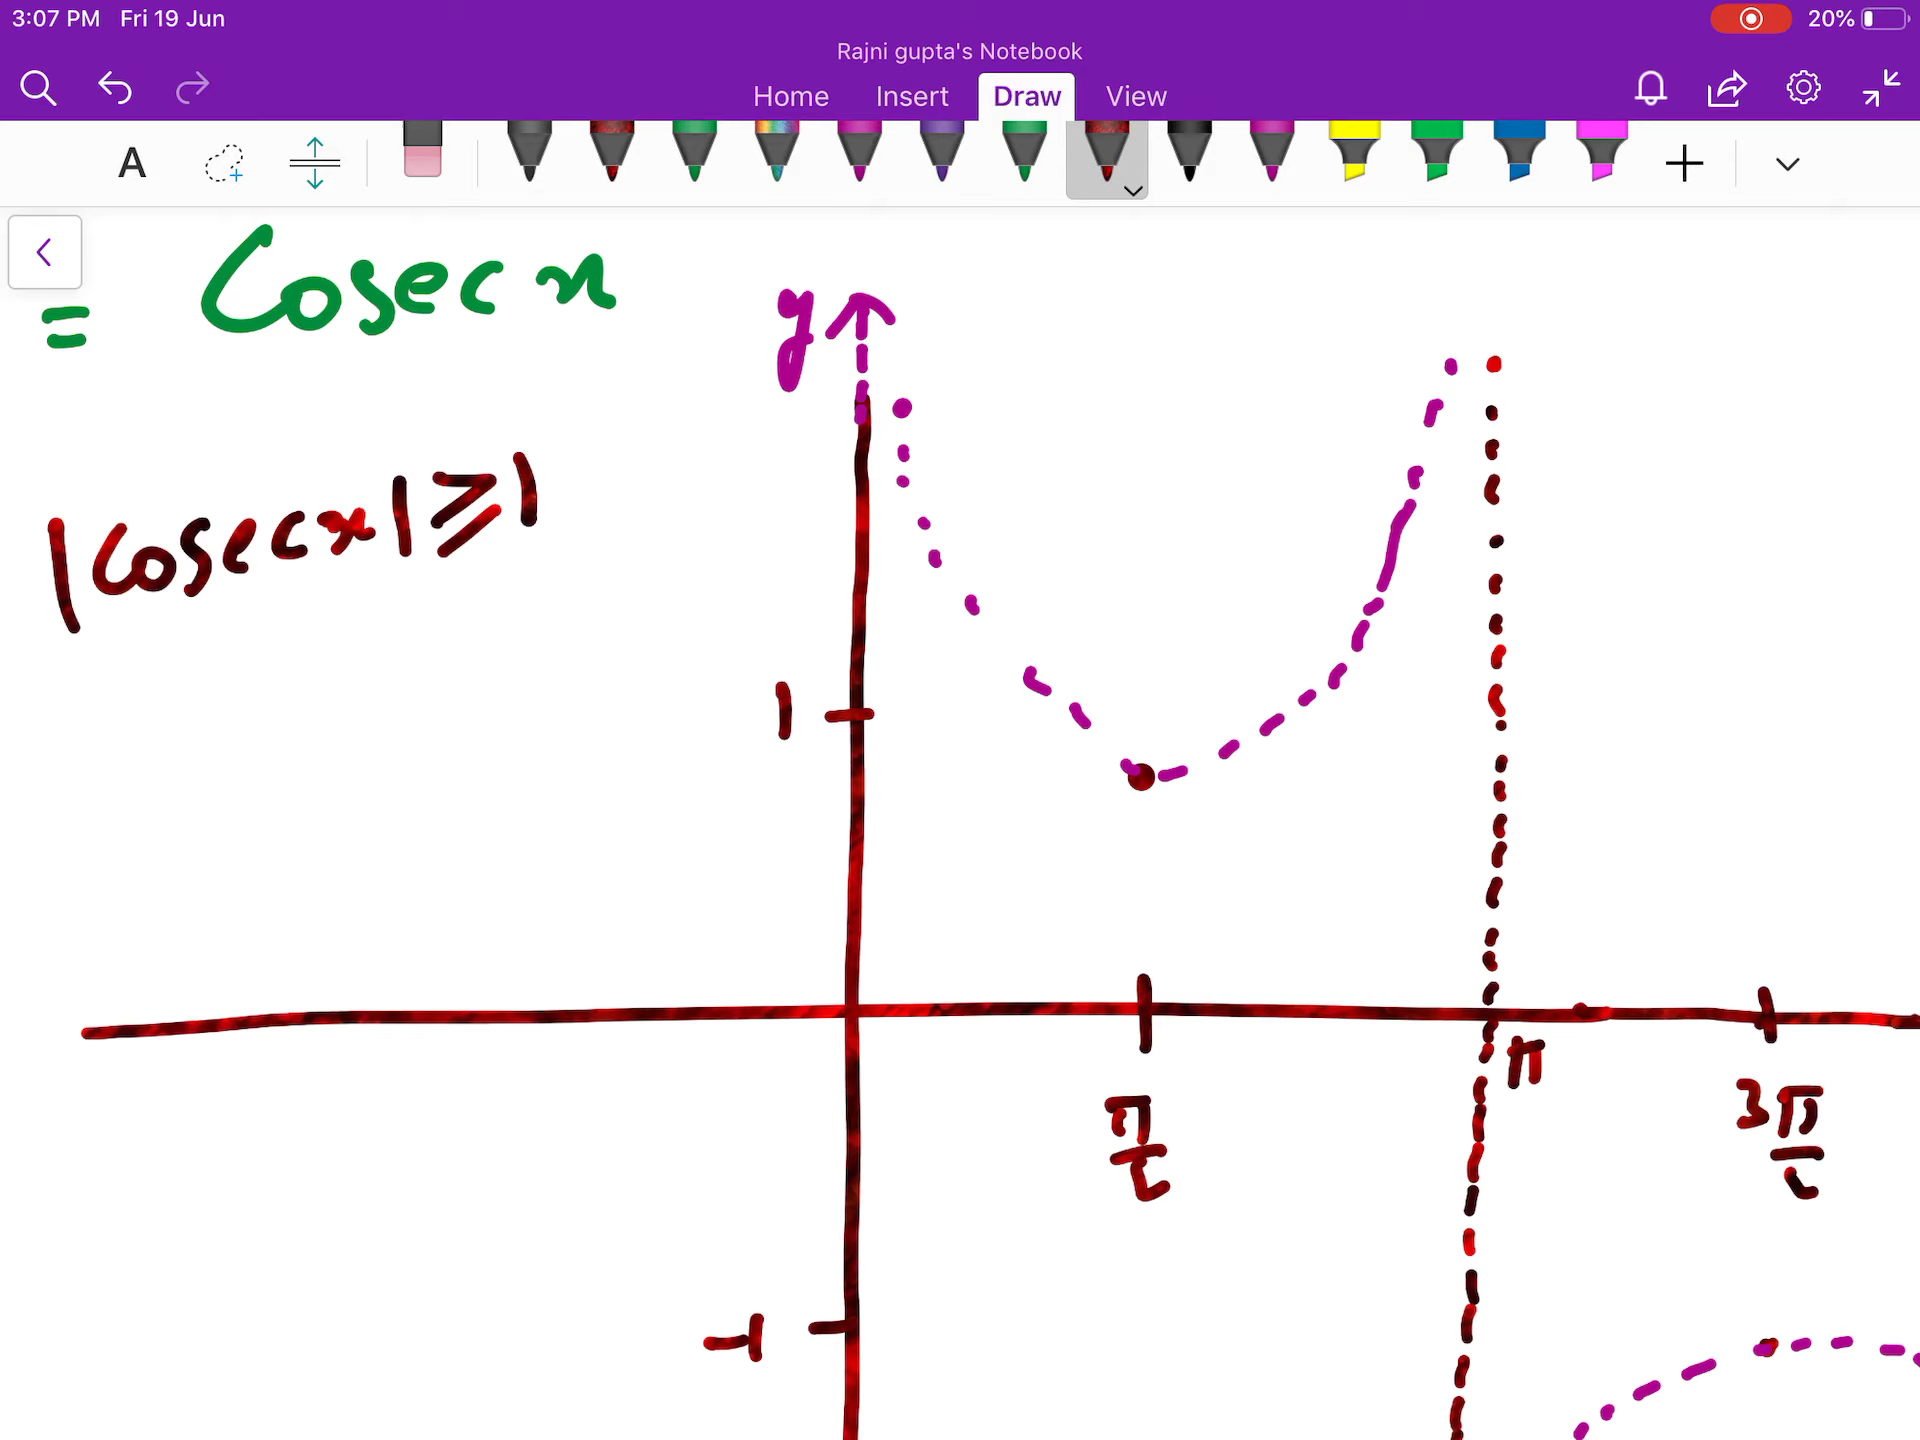 3:07 PM Fri 19 Jun
20%
Rajni gupta's Notebook
Home Insert Draw View
A
= Cosec x
y
|Cosec x| ≥ 1
1
π
π/2
3π/2
-1